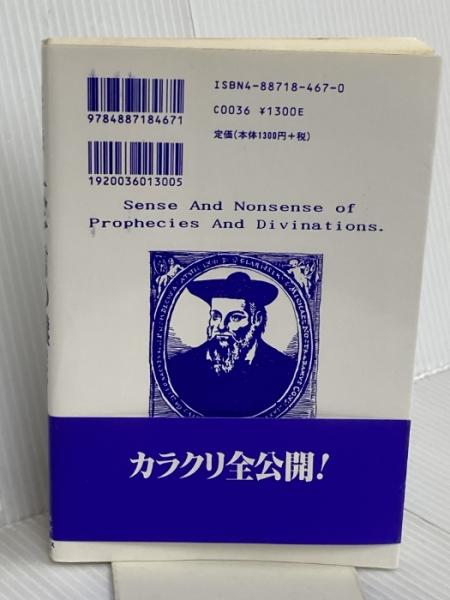 ISBN4-88718-467-0
C0036 ¥1300E
定価(本体1300円+税)
9784887184671
1920036013005
Sense And Nonsense of
Prophecies And Divinations.
カラクリ全公開!